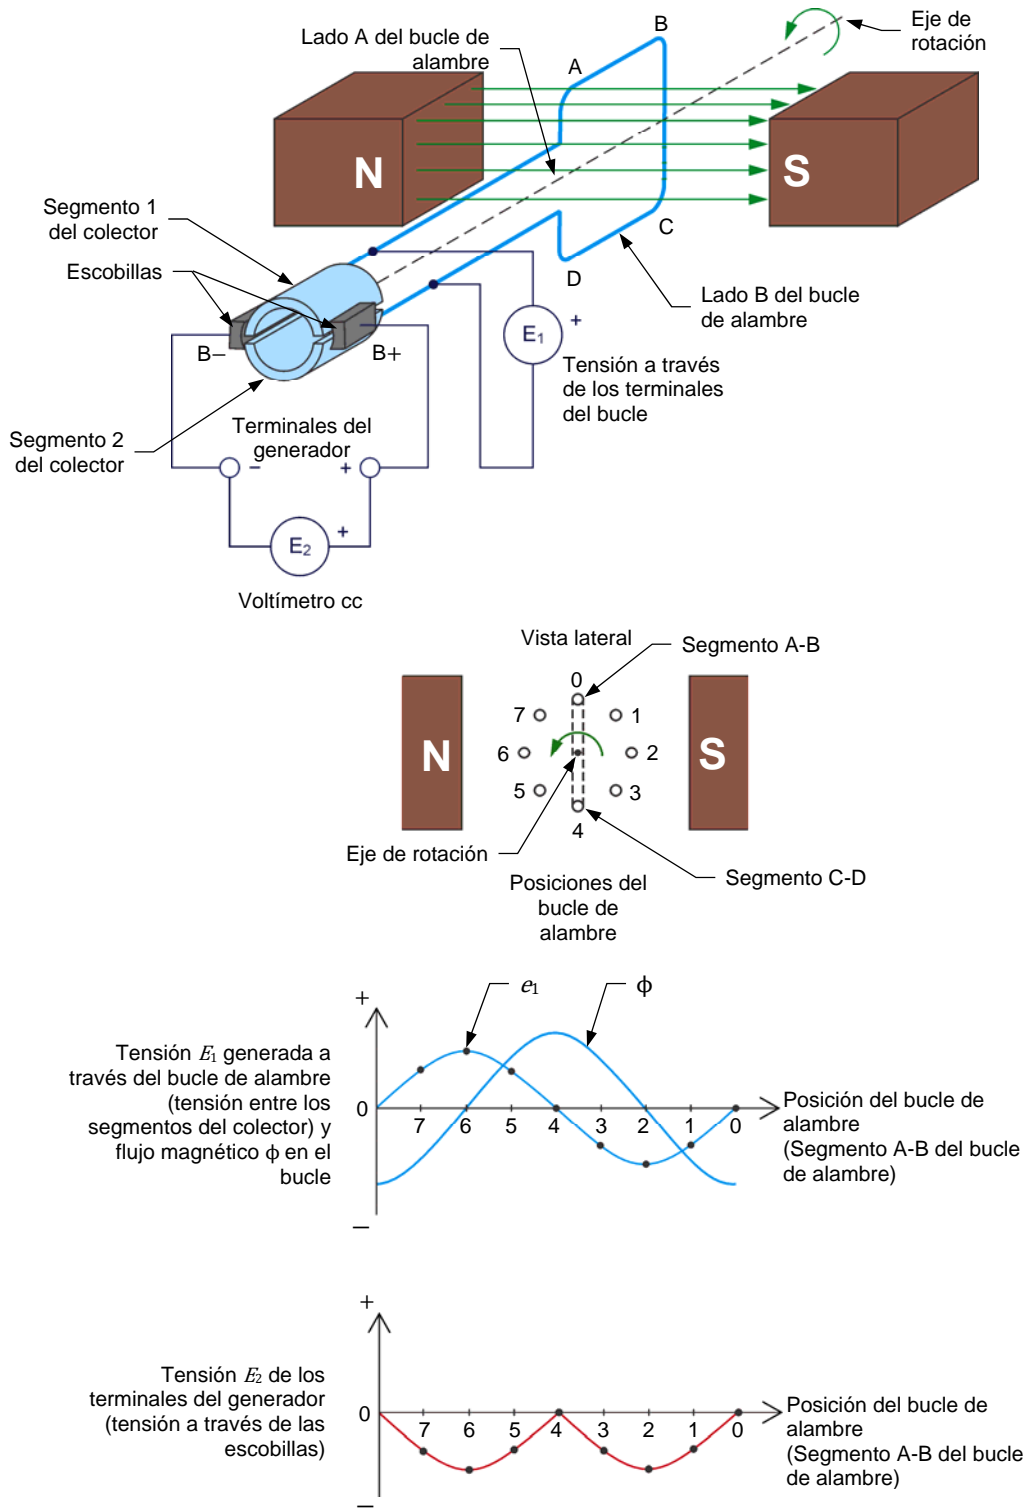 Lado A del bucle de
alambre
Eje de
rotación
B
A
N
S
Segmento 1
del colector
Escobillas
C
D
Lado B del bucle
de alambre
B−
B+
E1
+
Tensión a través
de los terminales
del bucle
Segmento 2
del colector
Terminales del
generador
−
+
E2
+
Voltímetro cc
Vista lateral
Segmento A-B
0
7
1
N
6
2
S
5
3
4
Eje de rotación
Segmento C-D
Posiciones del
bucle de
alambre
e1
ϕ
+
Tensión E1 generada a
través del bucle de alambre
(tensión entre los
segmentos del colector) y
flujo magnético ϕ en el
bucle
0
7 6 5 4 3 2 1 0
Posición del bucle de
alambre
(Segmento A-B del bucle
de alambre)
−
+
Tensión E2 de los
terminales del generador
(tensión a través de las
escobillas)
0
7 6 5 4 3 2 1 0
Posición del bucle de
alambre
(Segmento A-B del bucle
de alambre)
−